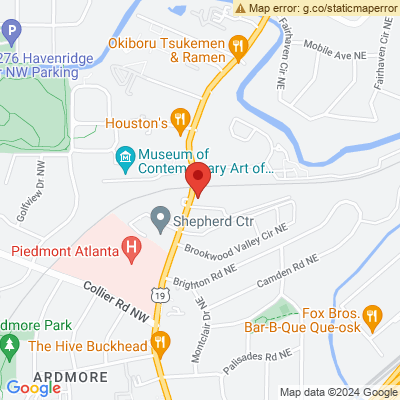 Map error: g.co/staticmaperror
Okiboru Tsukemen
& Ramen
Mobile Ave NE
Fairhaven Cir NE
Fairhaven Cir NE
276 Havenridge
r NW Parking
Houston's
Museum of
Contemporary Art of...
Golfview Dr NW
Shepherd Ctr
Piedmont Atlanta
H
Brookwood Valley Cir NE
Brighton Rd NE
Camden Rd NE
Collier Rd NW
19
Montclair Dr NE
Fox Bros.
Bar-B-Que Que-osk
rdmore Park
The Hive Buckhead
Palisades Rd NE
ARDMORE
Google
Map data ©2024 Google